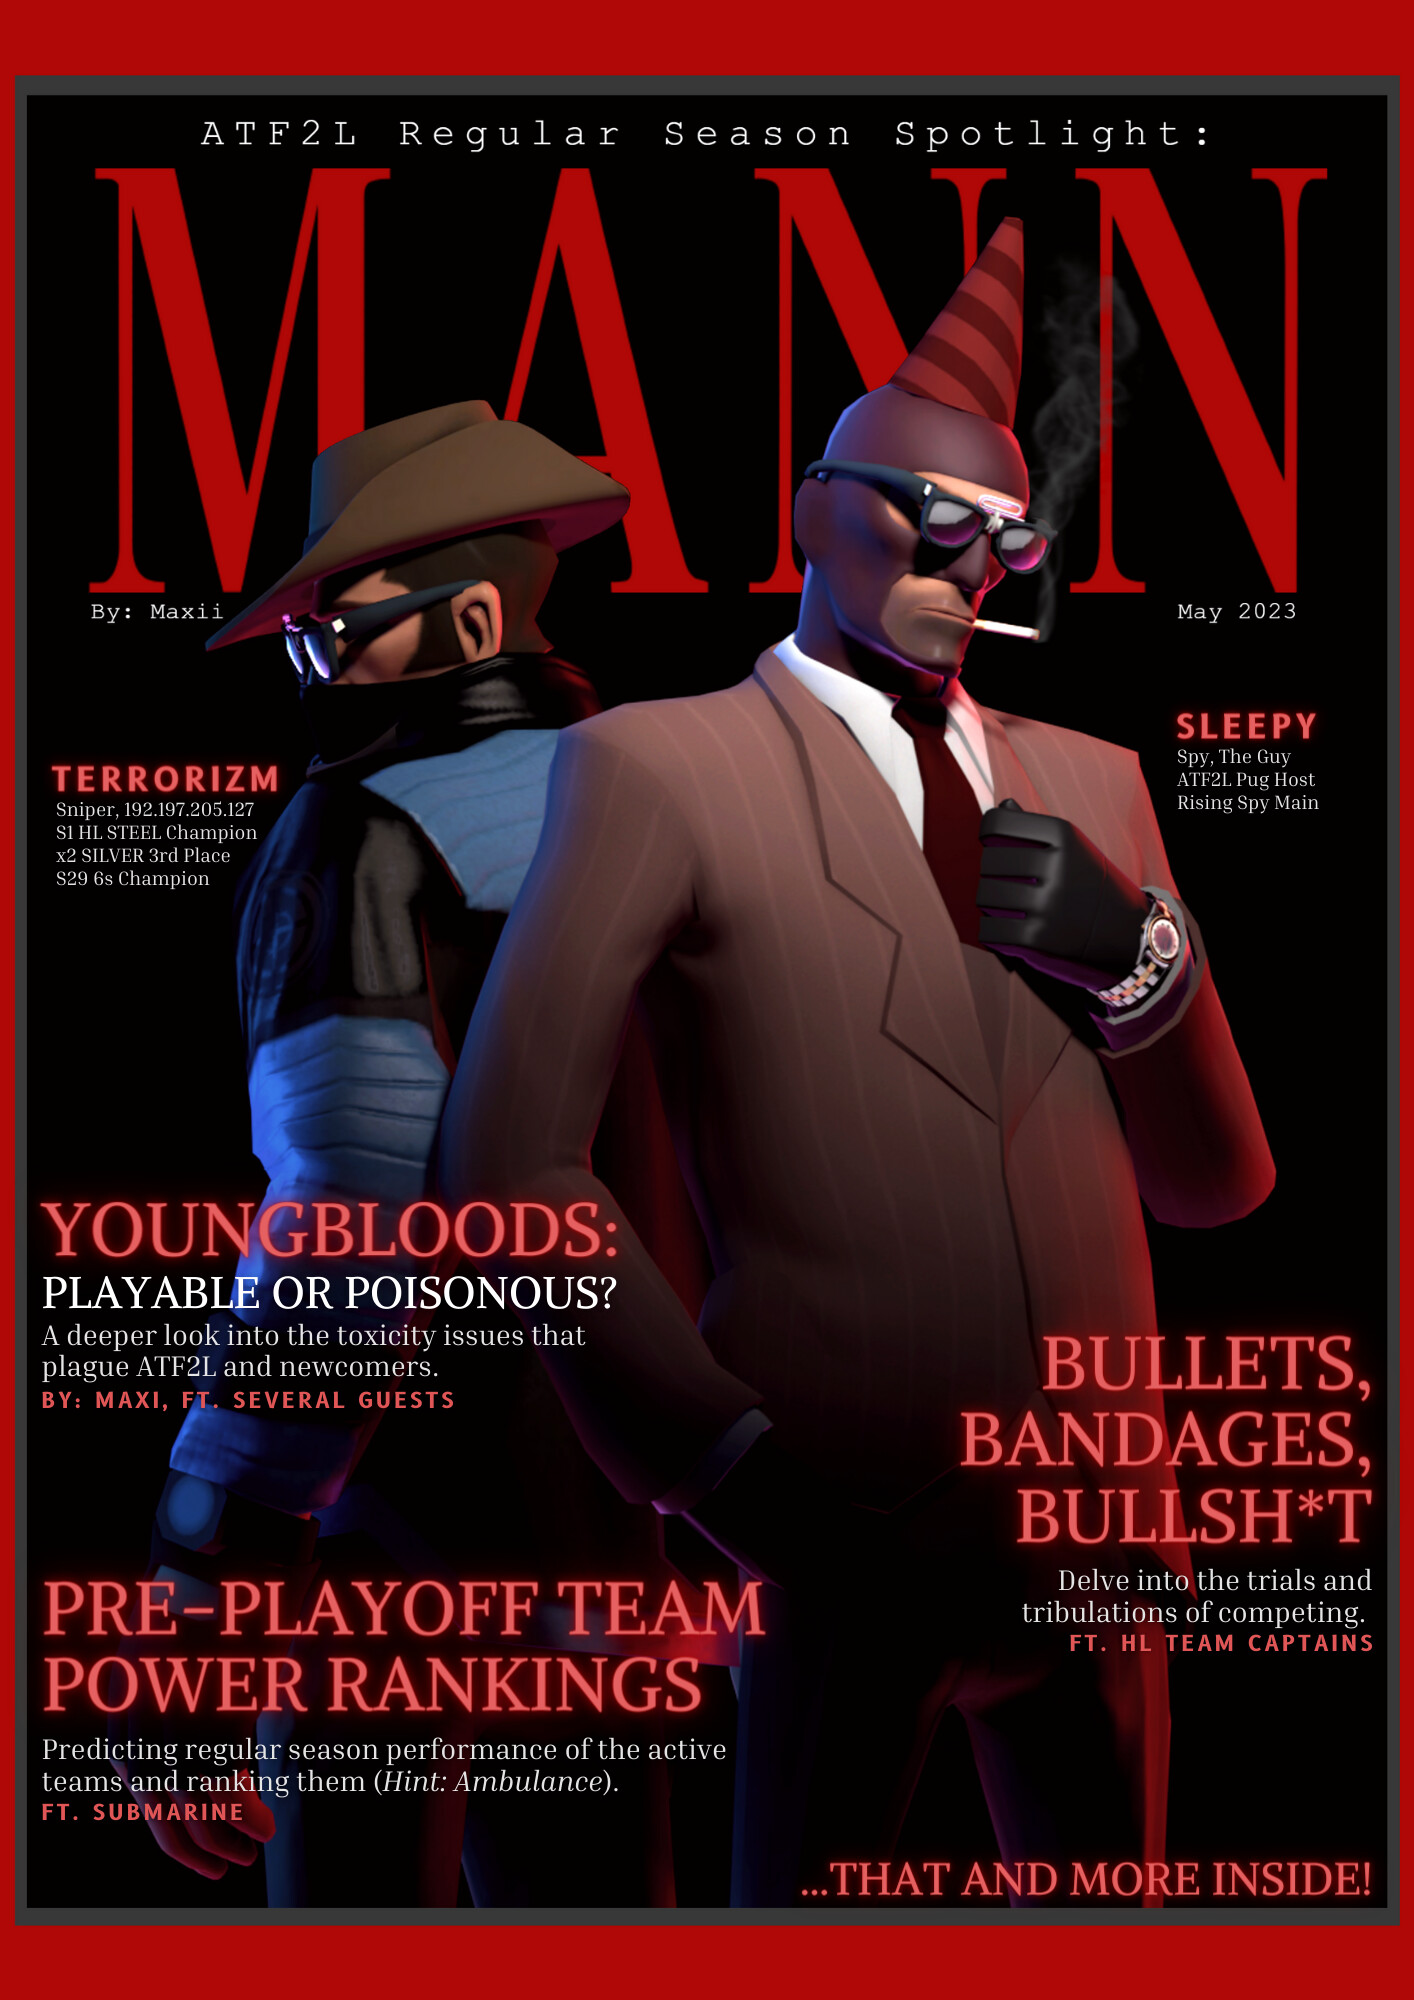 ATF2L Regular Season Spotlight:
MANN
By: Maxii
May 2023
TERRORIZM
Sniper, 192.197.205.127
S1 HL STEEL Champion
x2 SILVER 3rd Place
S29 6s Champion
SLEEPY
Spy, The Guy
ATF2L Pug Host
Rising Spy Main
YOUNGBLOODS:
PLAYABLE OR POISONOUS?
A deeper look into the toxicity issues that
plague ATF2L and newcomers.
BY: MAXI, FT. SEVERAL GUESTS
BULLETS,
BANDAGES,
BULLSH*T
Delve into the trials and
tribulations of competing.
FT. HL TEAM CAPTAINS
PRE-PLAYOFF TEAM
POWER RANKINGS
Predicting regular season performance of the active
teams and ranking them (Hint: Ambulance).
FT. SUBMARINE
...THAT AND MORE INSIDE!